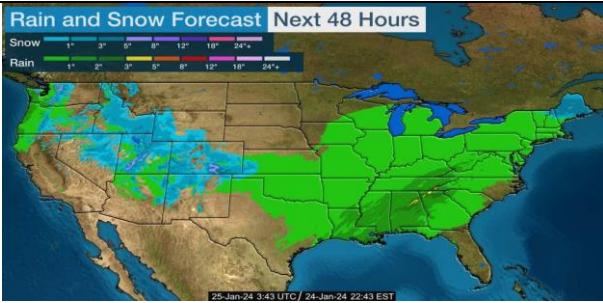 Rain and Snow Forecast Next 48 Hours
Snow
1" 3" 5" 8" 12" 18" 24"+
Rain
1" 2" 3" 5" 8" 12" 18" 24"+
25-Jan-24 3:43 UTC / 24-Jan-24 22:43 EST